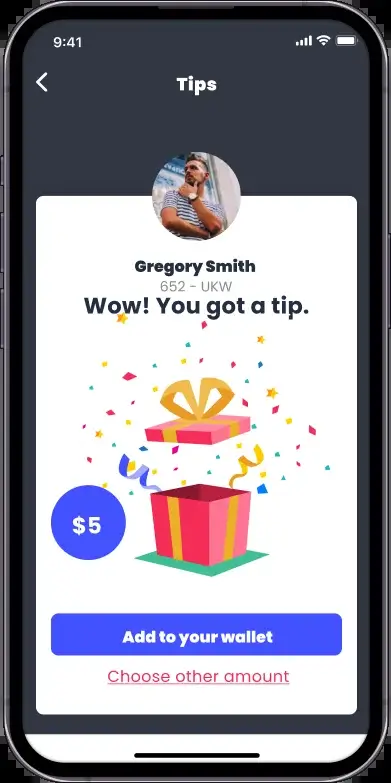 9:41
Tips
Gregory Smith
652 - UKW
Wow! You got a tip.
$5
Add to your wallet
Choose other amount